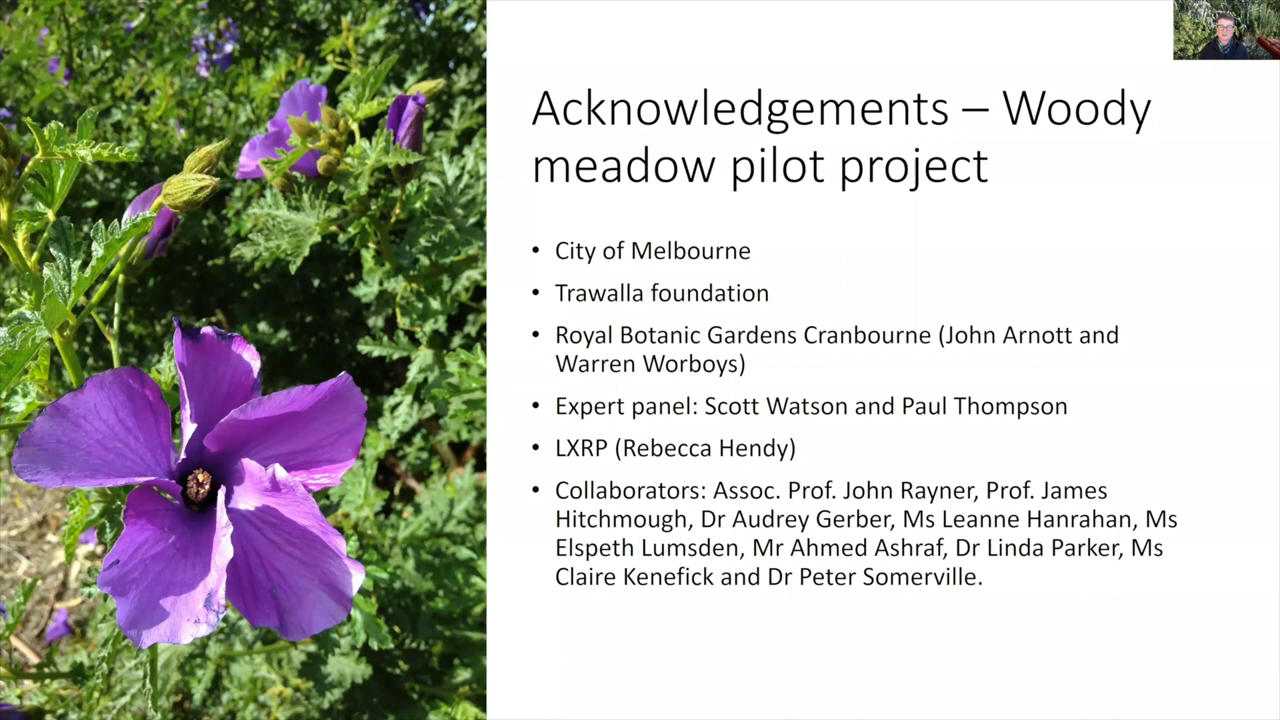 Acknowledgements – Woody
meadow pilot project
• City of Melbourne
• Trawalla foundation
• Royal Botanic Gardens Cranbourne (John Arnott and
Warren Worboys)
• Expert panel: Scott Watson and Paul Thompson
• LXRP (Rebecca Hendy)
• Collaborators: Assoc. Prof. John Rayner, Prof. James
Hitchmough, Dr Audrey Gerber, Ms Leanne Hanrahan, Ms
Elspeth Lumsden, Mr Ahmed Ashraf, Dr Linda Parker, Ms
Claire Kenefick and Dr Peter Somerville.